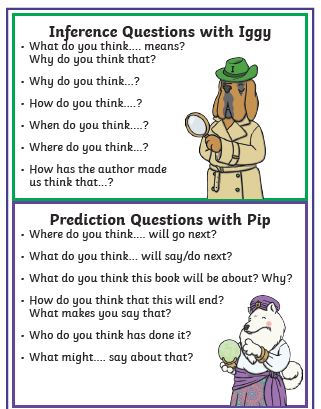 Inference Questions with Iggy
• What do you think.... means?
Why do you think that?
• Why do you think...?
• How do you think....?
• When do you think....?
• Where do you think...?
• How has the author made
us think that...?
I
Prediction Questions with Pip
• Where do you think.... will go next?
• What do you think... will say/do next?
• What do you think this book will be about? Why?
• How do you think that this will end?
What makes you say that?
• Who do you think has done it?
• What might.... say about that?